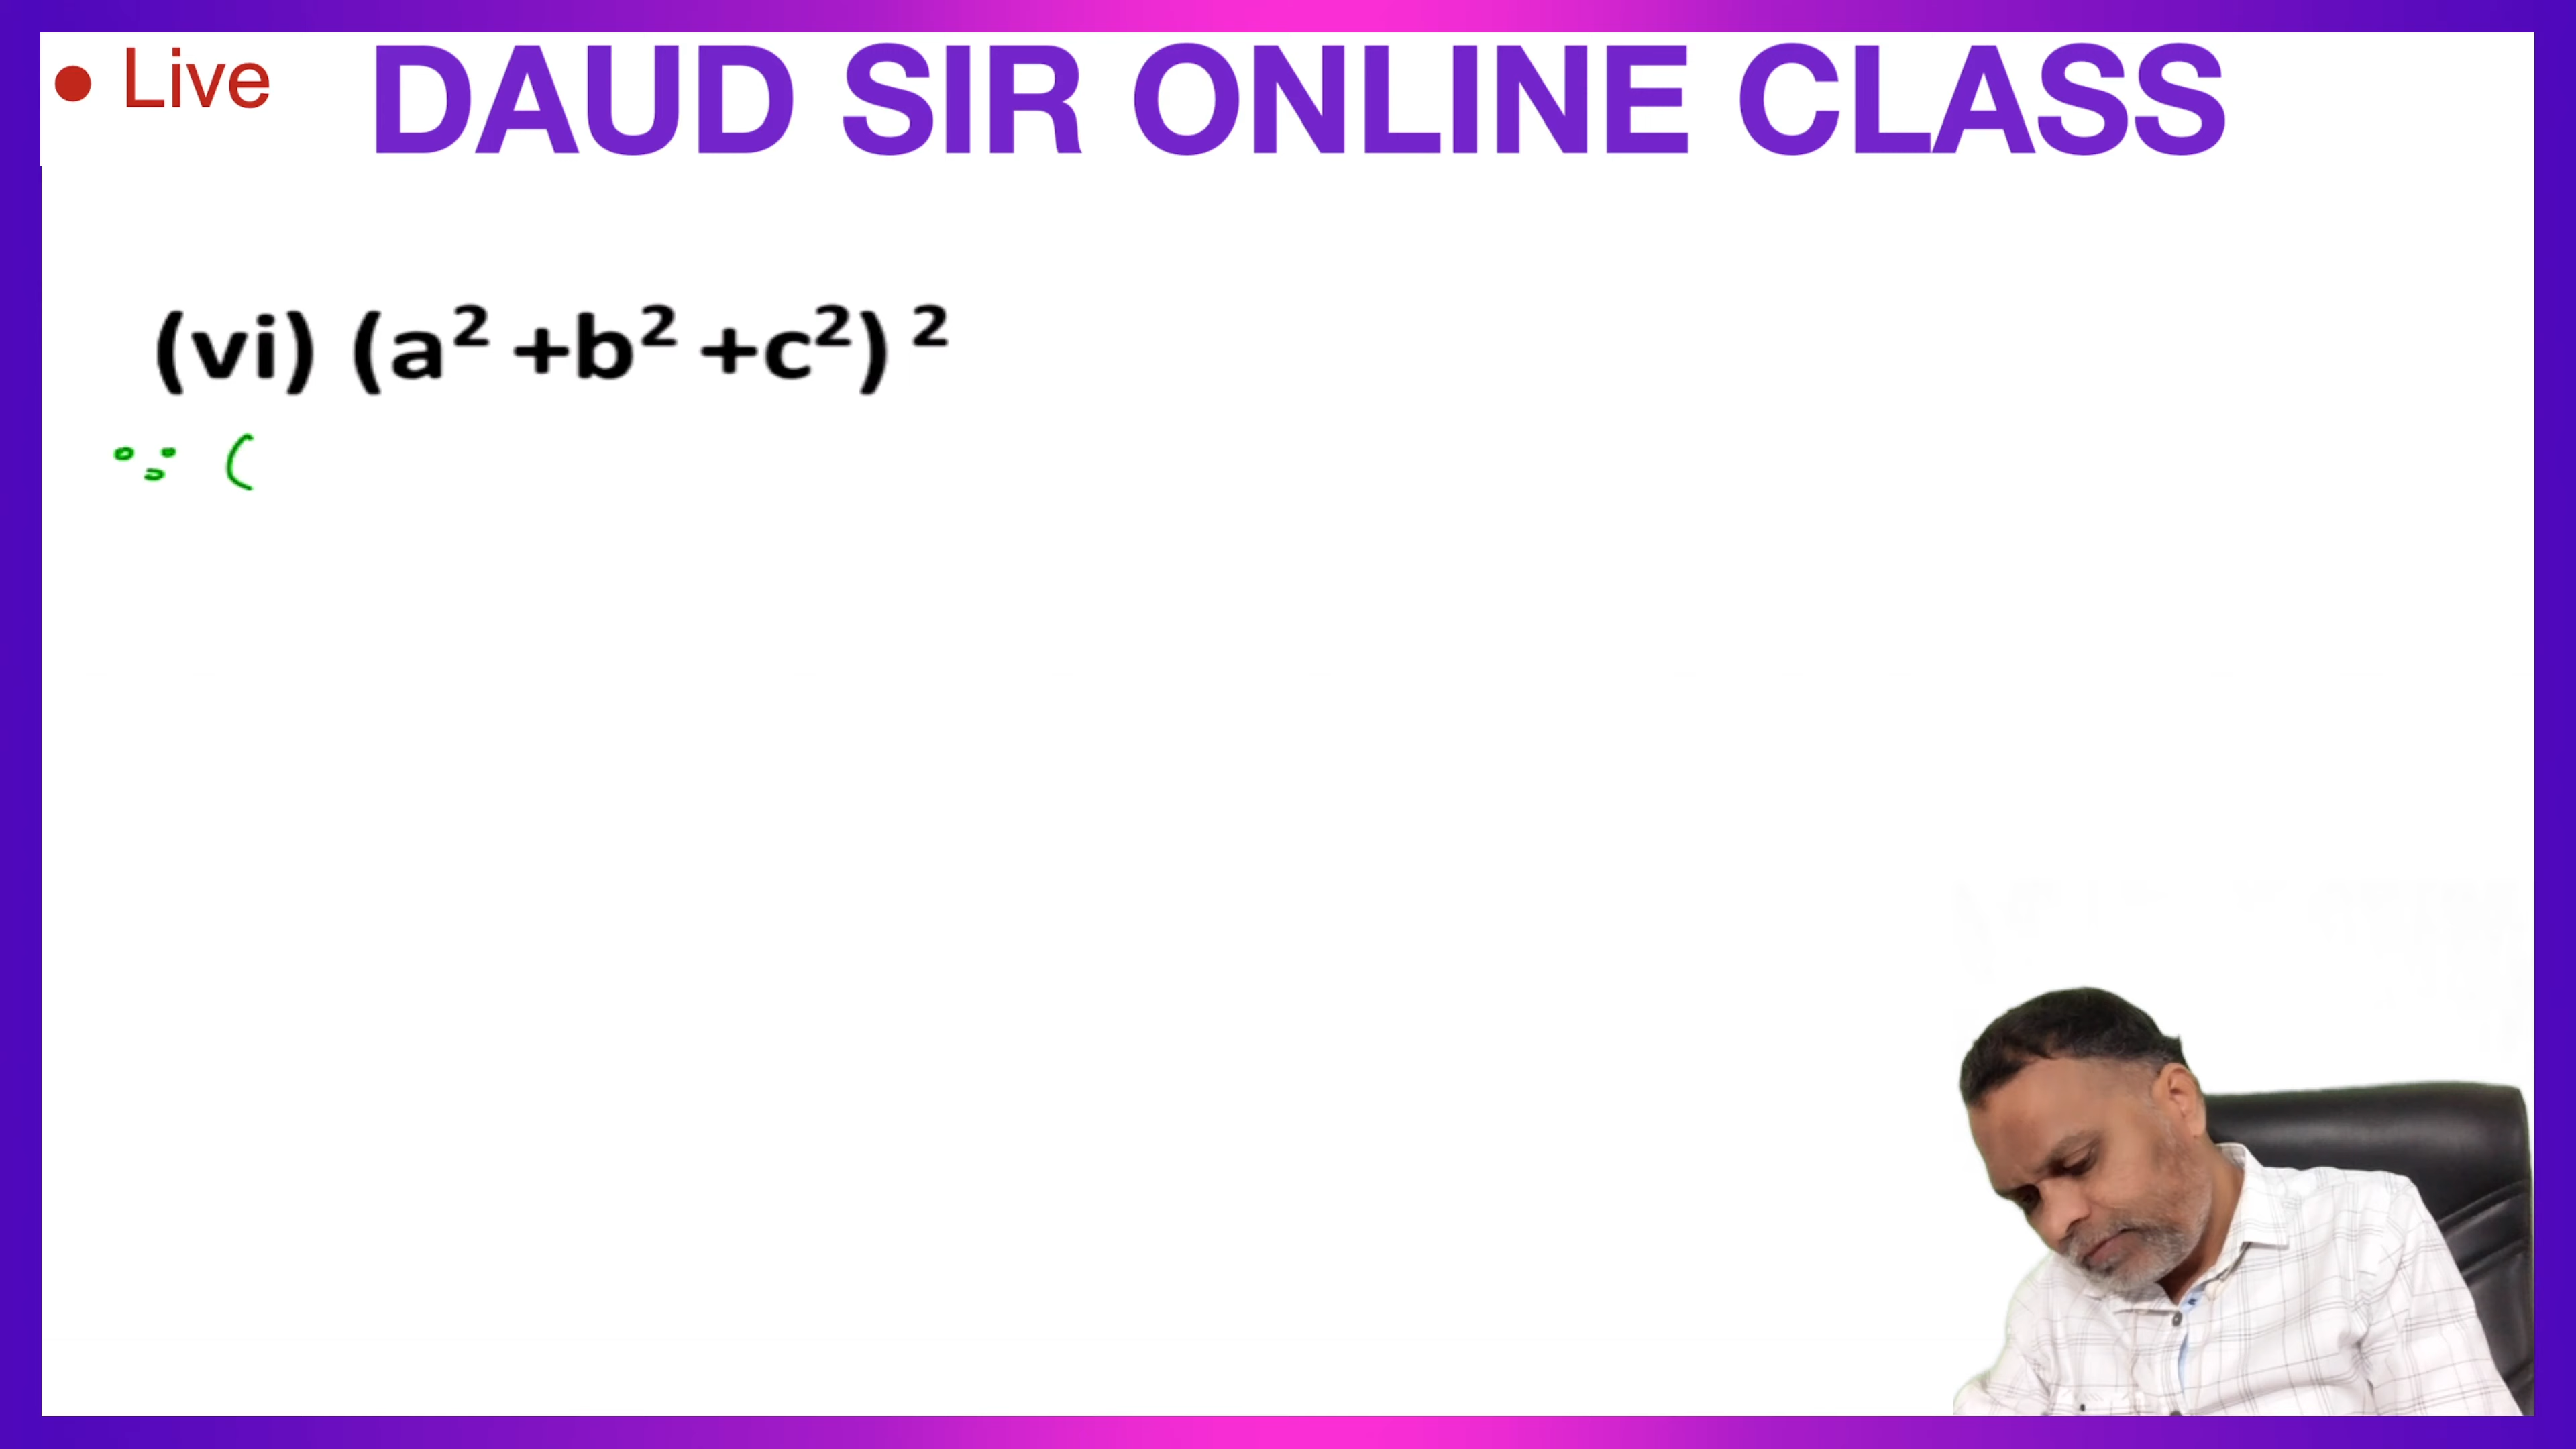 • Live DAUD SIR ONLINE CLASS
(vi) (a² +b² +c²) ²
∵ (